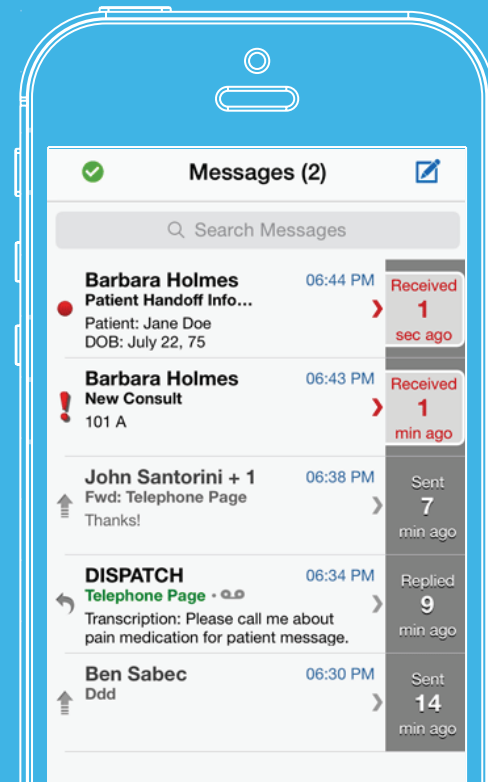 Messages (2)
Search Messages
Barbara Holmes 06:44 PM
Patient Handoff Info...
Patient: Jane Doe
DOB: July 22, 75
Received
1
sec ago
Barbara Holmes 06:43 PM
New Consult
101 A
Received
1
min ago
John Santorini + 1 06:38 PM
Fwd: Telephone Page
Thanks!
Sent
7
min ago
DISPATCH 06:34 PM
Telephone Page •
Transcription: Please call me about
pain medication for patient message.
Replied
9
min ago
Ben Sabec 06:30 PM
Ddd
Sent
14
min ago